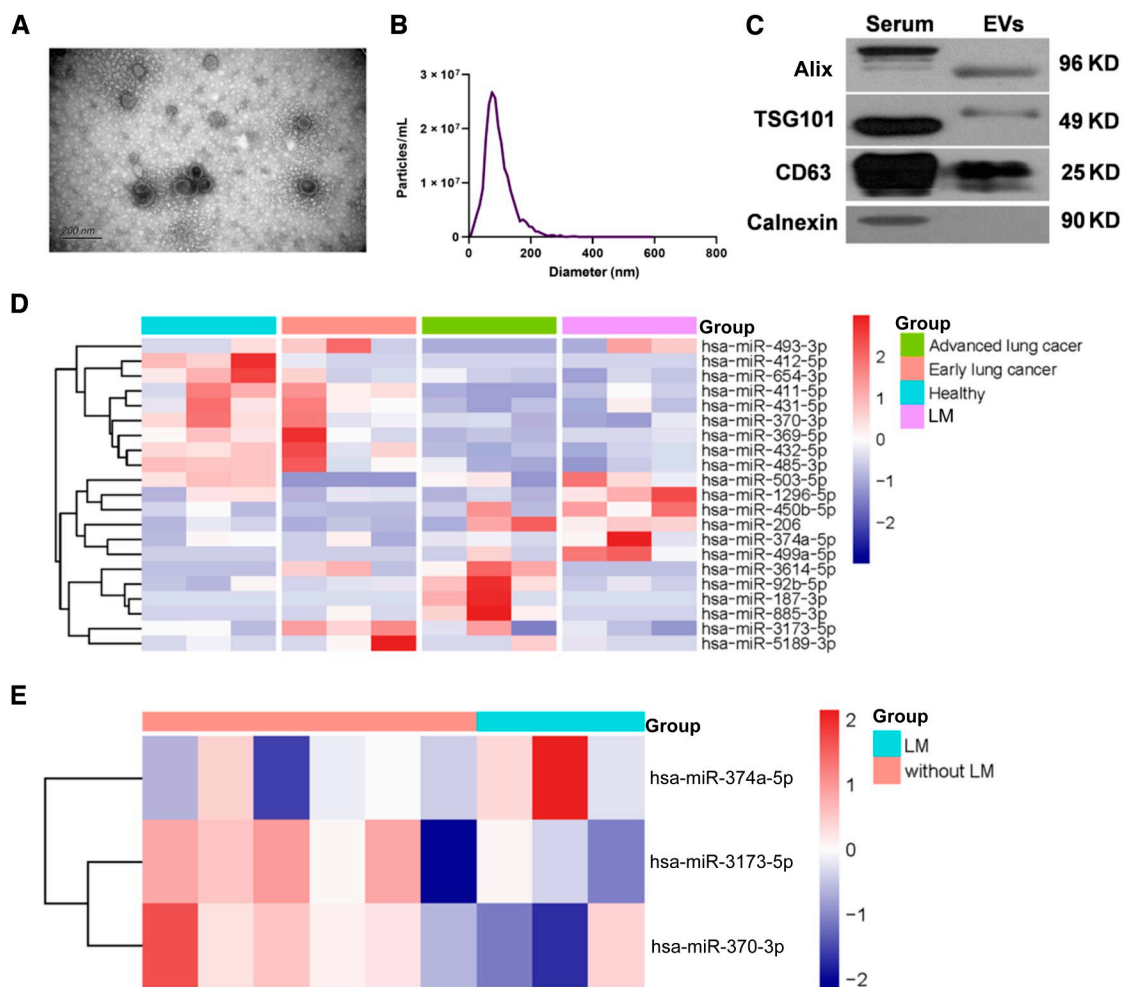 A
200 nm
B
3 × 10⁷
2 × 10⁷
1 × 10⁷
0
Particles/mL
0 200 400 600 800
Diameter (nm)
C
Serum EVs
Alix 96 KD
TSG101 49 KD
CD63 25 KD
Calnexin 90 KD
D
Group
hsa-miR-493-3p
hsa-miR-412-5p
hsa-miR-654-3p
hsa-miR-411-5p
hsa-miR-431-5p
hsa-miR-370-3p
hsa-miR-369-5p
hsa-miR-432-5p
hsa-miR-485-3p
hsa-miR-503-5p
hsa-miR-1296-5p
hsa-miR-450b-5p
hsa-miR-206
hsa-miR-374a-5p
hsa-miR-499a-5p
hsa-miR-3614-5p
hsa-miR-92b-5p
hsa-miR-187-3p
hsa-miR-885-3p
hsa-miR-3173-5p
hsa-miR-5189-3p
2
1
0
−1
−2
Group
Advanced lung cacer
Early lung cancer
Healthy
LM
E
Group
hsa-miR-374a-5p
hsa-miR-3173-5p
hsa-miR-370-3p
2
1
0
−1
−2
Group
LM
without LM